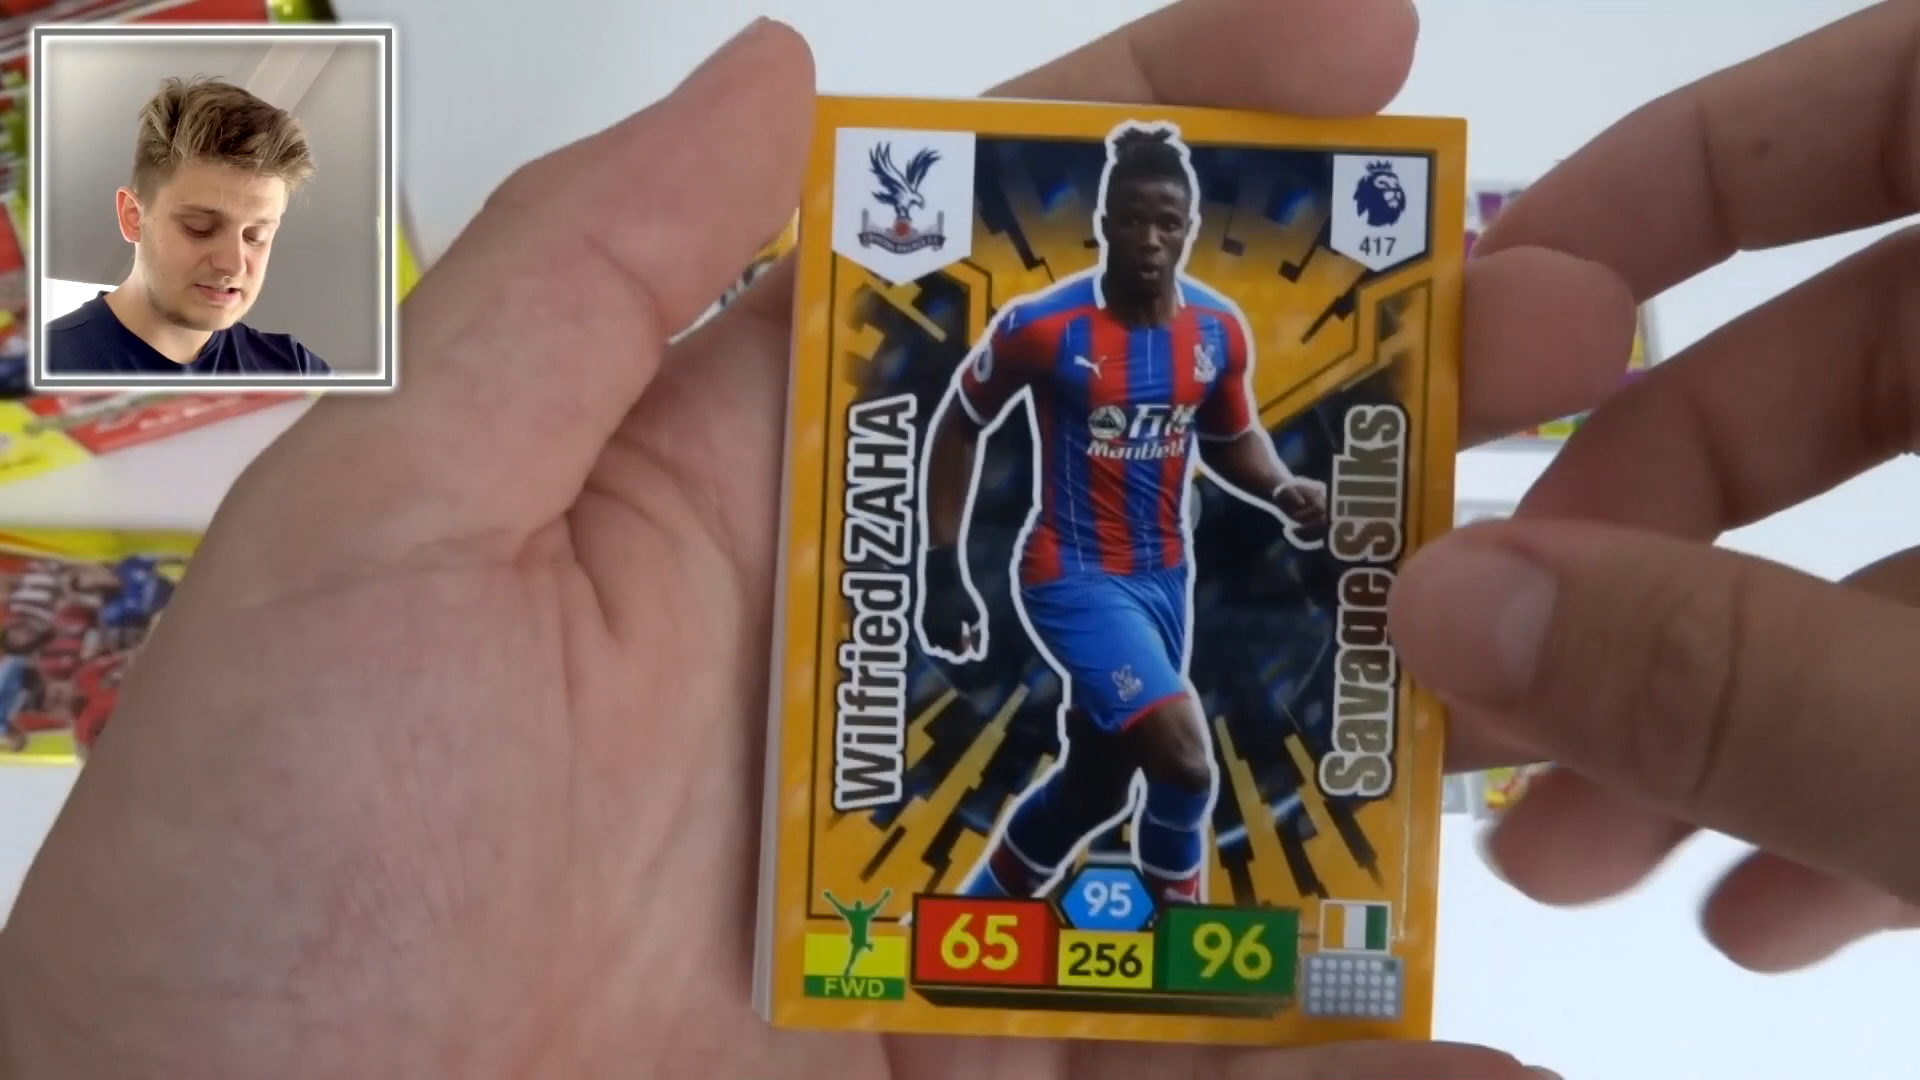 417
Wilfried ZAHA
Savage Silks
ManBetX
FWD
65
95
256
96